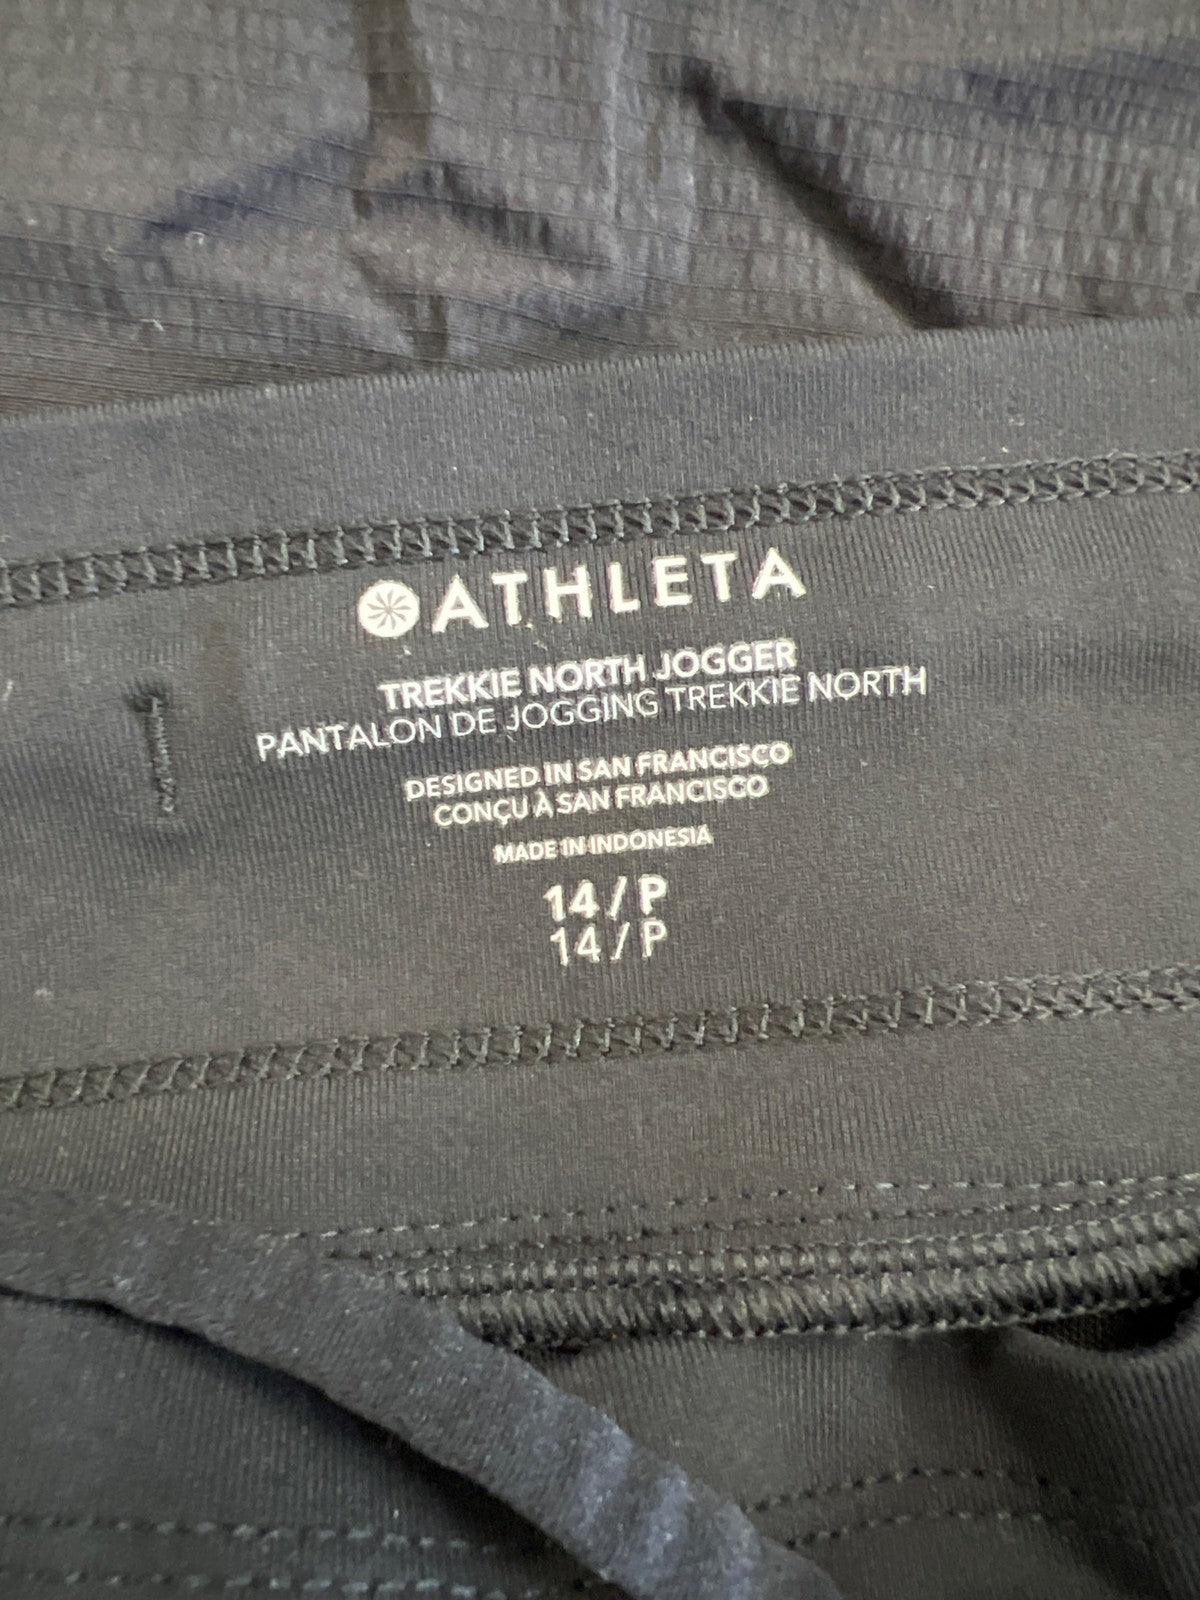 ATHLETA
TREKKIE NORTH JOGGER
PANTALON DE JOGGING TREKKIE NORTH
DESIGNED IN SAN FRANCISCO
CONÇU À SAN FRANCISCO
MADE IN INDONESIA
14 / P
14 / P